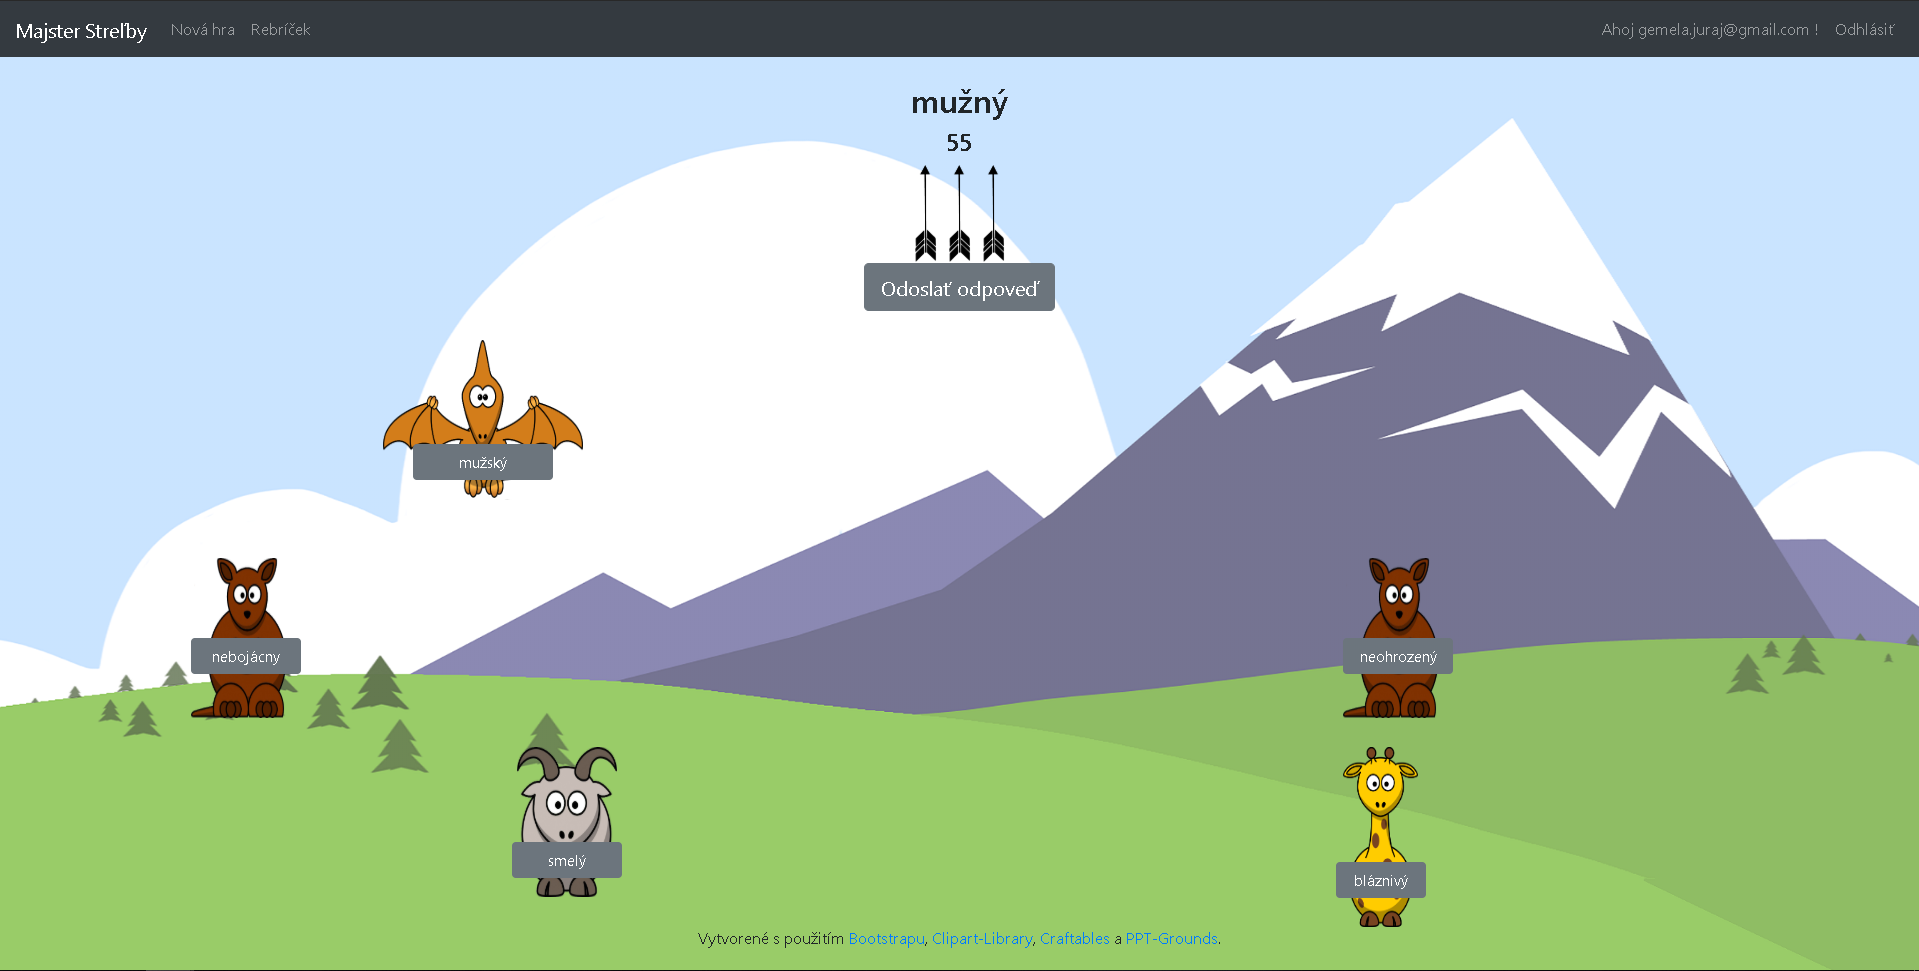 Majster Streľby Nová hra Rebríček Ahoj gemela.juraj@gmail.com ! Odhlásiť
mužný
55
Odoslať odpoveď
mužský
nebojácny
neohrozený
smelý
bláznivý
Vytvorené s použitím Bootstrapu, Clipart-Library, Craftables a PPT-Grounds.